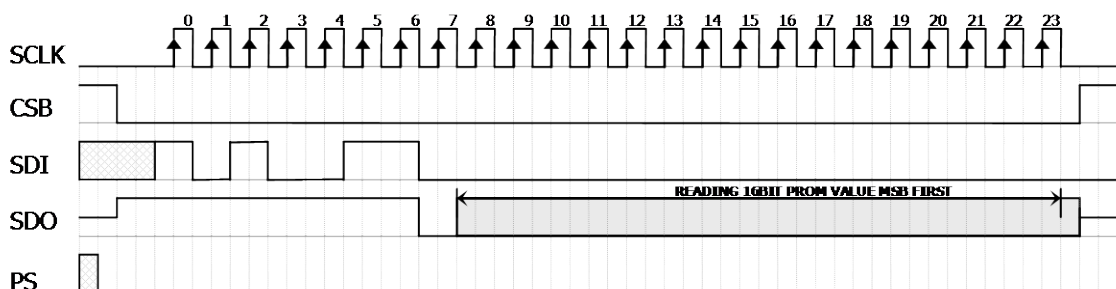 0 1 2 3 4 5 6 7 8 9 10 11 12 13 14 15 16 17 18 19 20 21 22 23
SCLK
CSB
SDI
READING 16BIT PROM VALUE MSB FIRST
SDO
PS